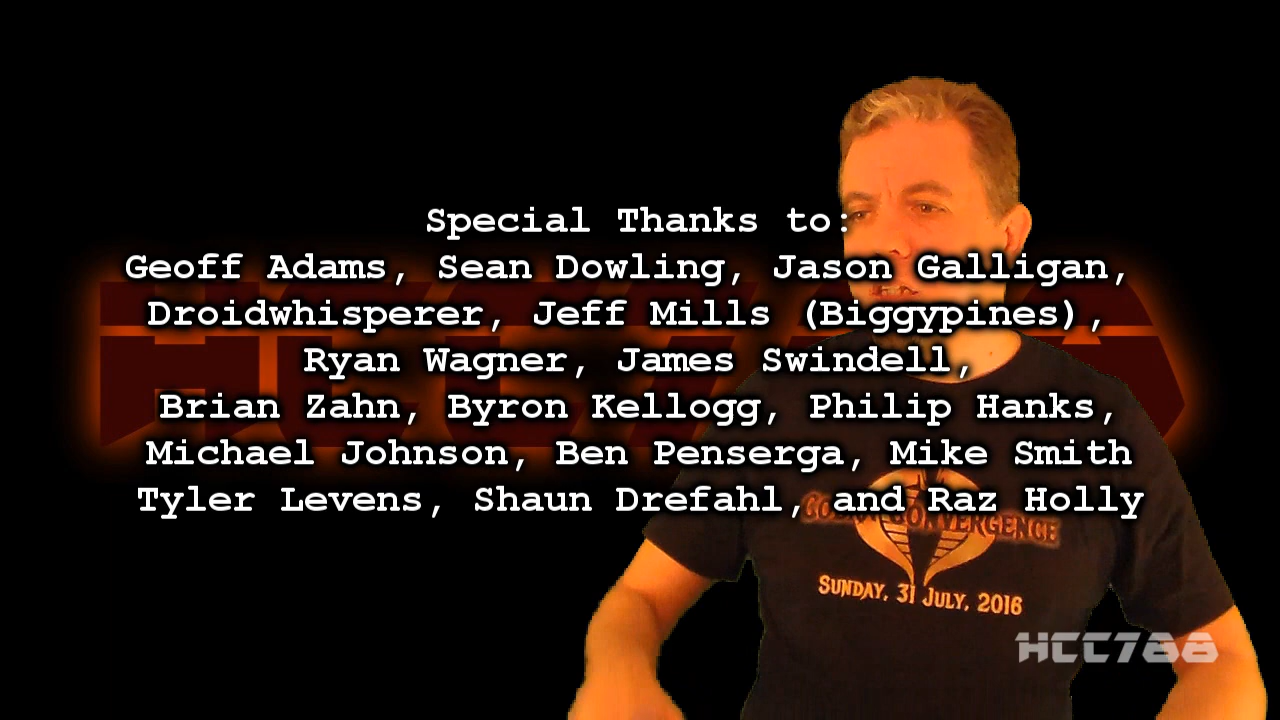 Special Thanks to:
Geoff Adams, Sean Dowling, Jason Galligan,
Droidwhisperer, Jeff Mills (Biggypines),
Ryan Wagner, James Swindell,
Brian Zahn, Byron Kellogg, Philip Hanks,
Michael Johnson, Ben Penserga, Mike Smith
Tyler Levens, Shaun Drefahl, and Raz Holly
COBRA CONVERGENCE
SUNDAY, 31 JULY, 2016
HCC788